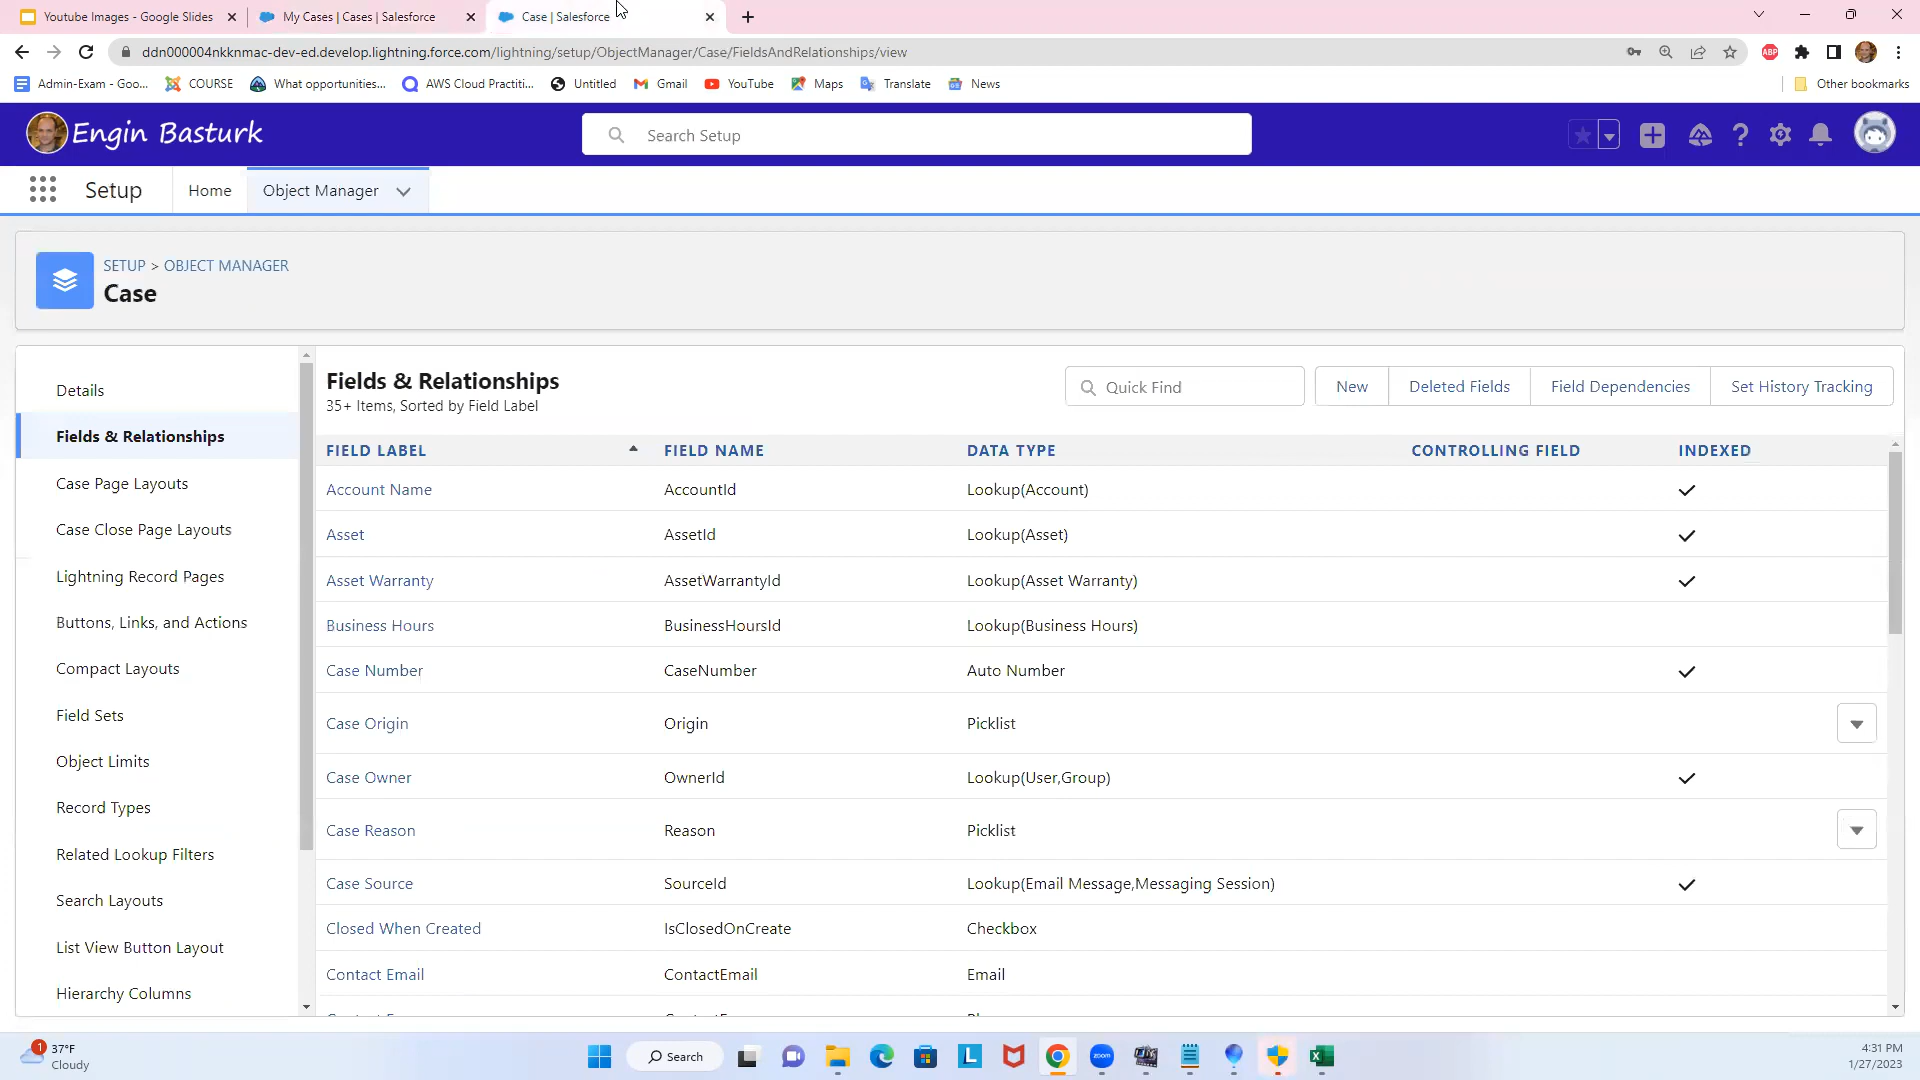 Youtube Images - Google Slides
My Cases | Cases | Salesforce
Case | Salesforce
ddn000004nkknmac-dev-ed.develop.lightning.force.com/lightning/setup/ObjectManager/Case/FieldsAndRelationships/view
Admin-Exam - Goo...
COURSE
What opportunities...
AWS Cloud Practiti...
Untitled
Gmail
YouTube
Maps
Translate
News
Other bookmarks
ABP
Engin Basturk
Search Setup
Setup
Home
Object Manager
SETUP > OBJECT MANAGER
Case
Details
Fields & Relationships
Case Page Layouts
Case Close Page Layouts
Lightning Record Pages
Buttons, Links, and Actions
Compact Layouts
Field Sets
Object Limits
Record Types
Related Lookup Filters
Search Layouts
List View Button Layout
Hierarchy Columns
Fields & Relationships
35+ Items, Sorted by Field Label
Quick Find
New
Deleted Fields
Field Dependencies
Set History Tracking
FIELD LABEL FIELD NAME DATA TYPE CONTROLLING FIELD INDEXED
Account Name AccountId Lookup(Account)
Asset AssetId Lookup(Asset)
Asset Warranty AssetWarrantyId Lookup(Asset Warranty)
Business Hours BusinessHoursId Lookup(Business Hours)
Case Number CaseNumber Auto Number
Case Origin Origin Picklist
Case Owner OwnerId Lookup(User,Group)
Case Reason Reason Picklist
Case Source SourceId Lookup(Email Message,Messaging Session)
Closed When Created IsClosedOnCreate Checkbox
Contact Email ContactEmail Email
1
37°F
Cloudy
Search
L
zoom
4:31 PM
1/27/2023